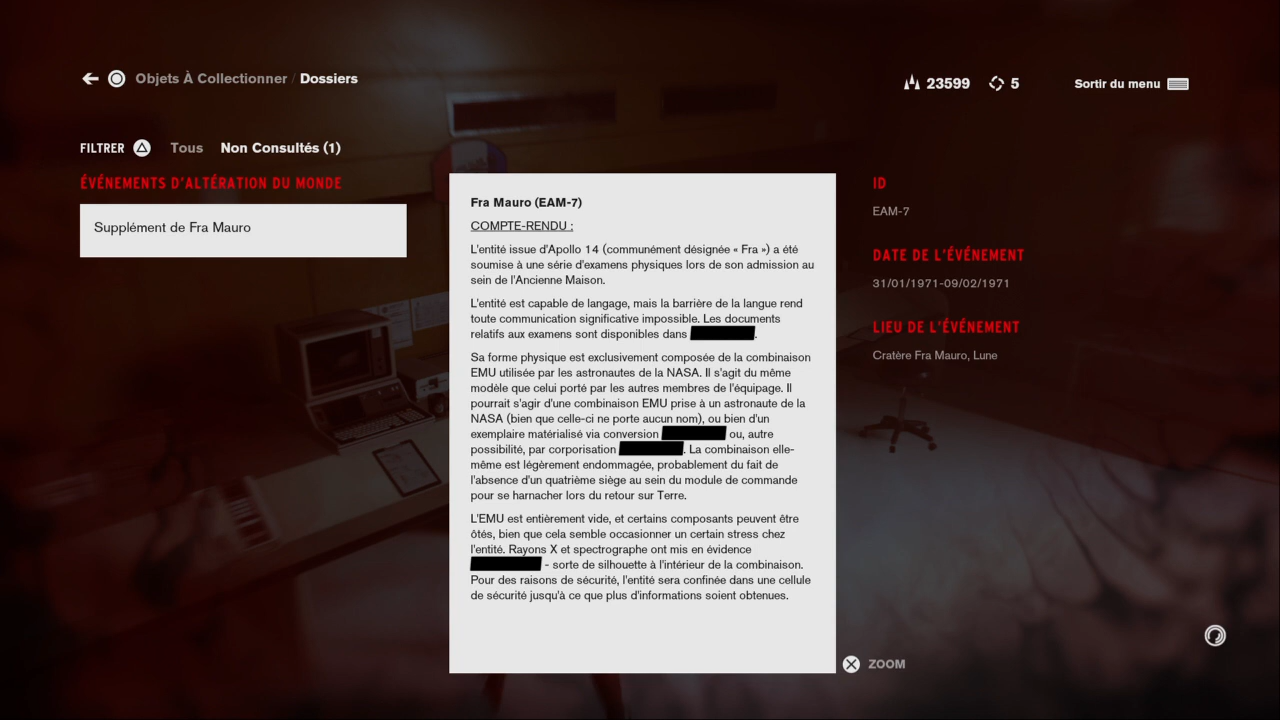 Objets À Collectionner / Dossiers
23599 5 Sortir du menu
FILTRER Tous Non Consultés (1)
ÉVÉNEMENTS D'ALTÉRATION DU MONDE
Supplément de Fra Mauro
Fra Mauro (EAM-7)
COMPTE-RENDU :
L'entité issue d'Apollo 14 (communément désignée « Fra ») a été
soumise à une série d'examens physiques lors de son admission au
sein de l'Ancienne Maison.
L'entité est capable de langage, mais la barrière de la langue rend
toute communication significative impossible. Les documents
relatifs aux examens sont disponibles dans .
Sa forme physique est exclusivement composée de la combinaison
EMU utilisée par les astronautes de la NASA. Il s'agit du même
modèle que celui porté par les autres membres de l'équipage. Il
pourrait s'agir d'une combinaison EMU prise à un astronaute de la
NASA (bien que celle-ci ne porte aucun nom), ou bien d'un
exemplaire matérialisé via conversion ou, autre
possibilité, par corporisation . La combinaison elle-
même est légèrement endommagée, probablement du fait de
l'absence d'un quatrième siège au sein du module de commande
pour se harnacher lors du retour sur Terre.
L'EMU est entièrement vide, et certains composants peuvent être
ôtés, bien que cela semble occasionner un certain stress chez
l'entité. Rayons X et spectrographe ont mis en évidence
- sorte de silhouette à l'intérieur de la combinaison.
Pour des raisons de sécurité, l'entité sera confinée dans une cellule
de sécurité jusqu'à ce que plus d'informations soient obtenues.
ID
EAM-7
DATE DE L'ÉVÉNEMENT
31/01/1971-09/02/1971
LIEU DE L'ÉVÉNEMENT
Cratère Fra Mauro, Lune
ZOOM